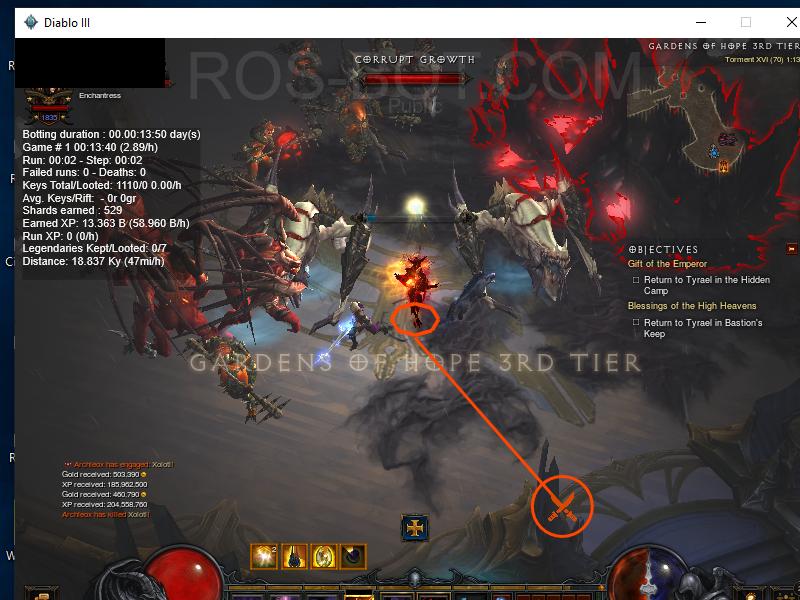 Diablo III
ROS-BOT.COM
Public
CORRUPT GROWTH
GARDENS OF HOPE 3RD TIER
Torment XVI (70) 1:13
Enchantress
1835
Botting duration : 00.00:13:50 day(s)
Game # 1 00:13:40 (2.89/h)
Run: 00:02 - Step: 00:02
Failed runs: 0 - Deaths: 0
Keys Total/Looted: 1110/0 0.00/h
Avg. Keys/Rift:  - 0r 0gr
Shards earned : 529
Earned XP: 13.363 B (58.960 B/h)
Run XP: 0 (0/h)
Legendaries Kept/Looted: 0/7
Distance: 18.837 Ky (47mi/h)
OBJECTIVES
Gift of the Emperor
Return to Tyrael in the Hidden
Camp
Blessings of the High Heavens
Return to Tyrael in Bastion's
Keep
GARDENS OF HOPE 3RD TIER
Archleox has engaged: Xolotl!
Gold received: 503,390
XP received: 185,962,500
Gold received: 460,790
XP received: 204,558,760
Archleox has killed Xolotl!
2